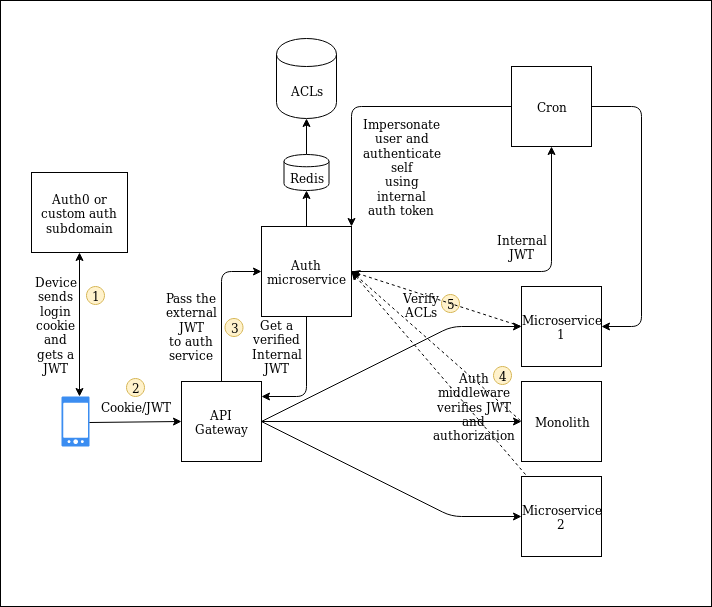 ACLs
Redis
Cron
Impersonate
user and
authenticate
self
using
internal
auth token
Auth0 or
custom auth
subdomain
Auth
microservice
Internal
JWT
Device
sends
login
cookie
and
gets a
JWT
1
Pass the
external
JWT
to auth
service
3
Get a
verified
Internal
JWT
Verify
ACLs
5
Microservice
1
2
Cookie/JWT
API
Gateway
Auth
middleware
verifies JWT
and
authorization
4
Monolith
Microservice
2